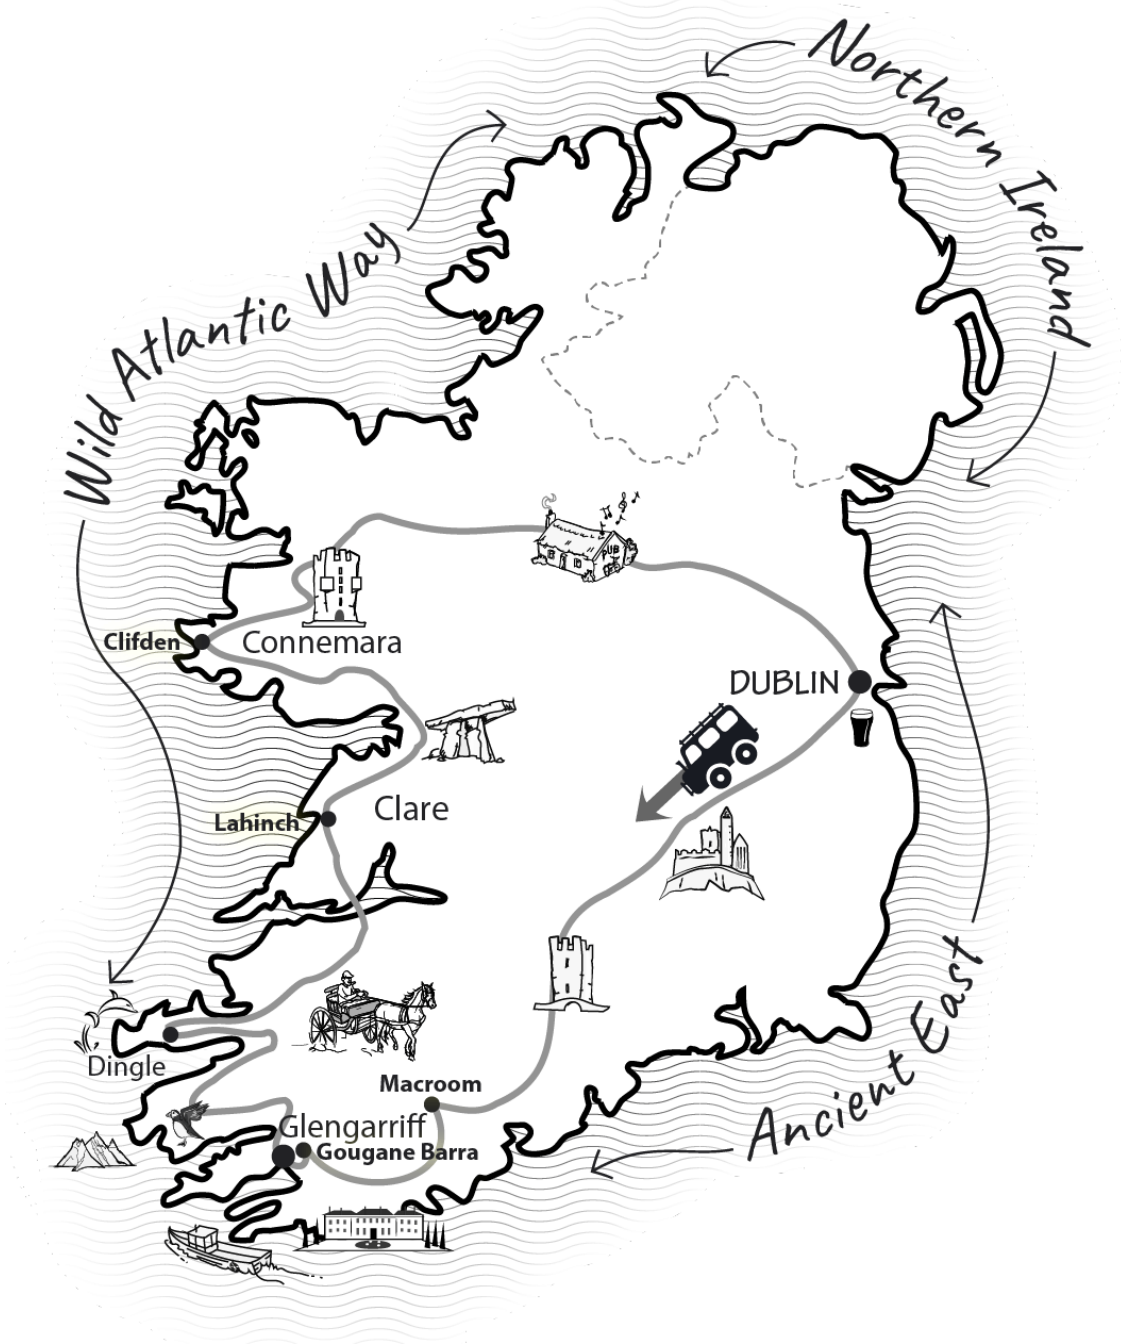 Northern Ireland
Wild Atlantic Way
PUB
Clifden
Connemara
DUBLIN
Lahinch
Clare
Dingle
Macroom
Glengarriff
Gougane Barra
Ancient East